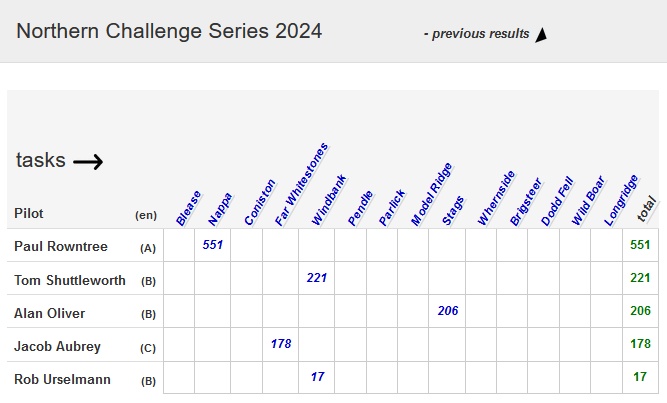 Northern Challenge Series 2024
- previous results
tasks
Pilot (en) Blease Nappa Coniston Far Whitestones Windbank Pendle Parlick Model Ridge Stags Whernside Brigsteer Dodd Fell Wild Boar Longridge total
Paul Rowntree (A) 551 551
Tom Shuttleworth (B) 221 221
Alan Oliver (B) 206 206
Jacob Aubrey (C) 178 178
Rob Urselmann (B) 17 17